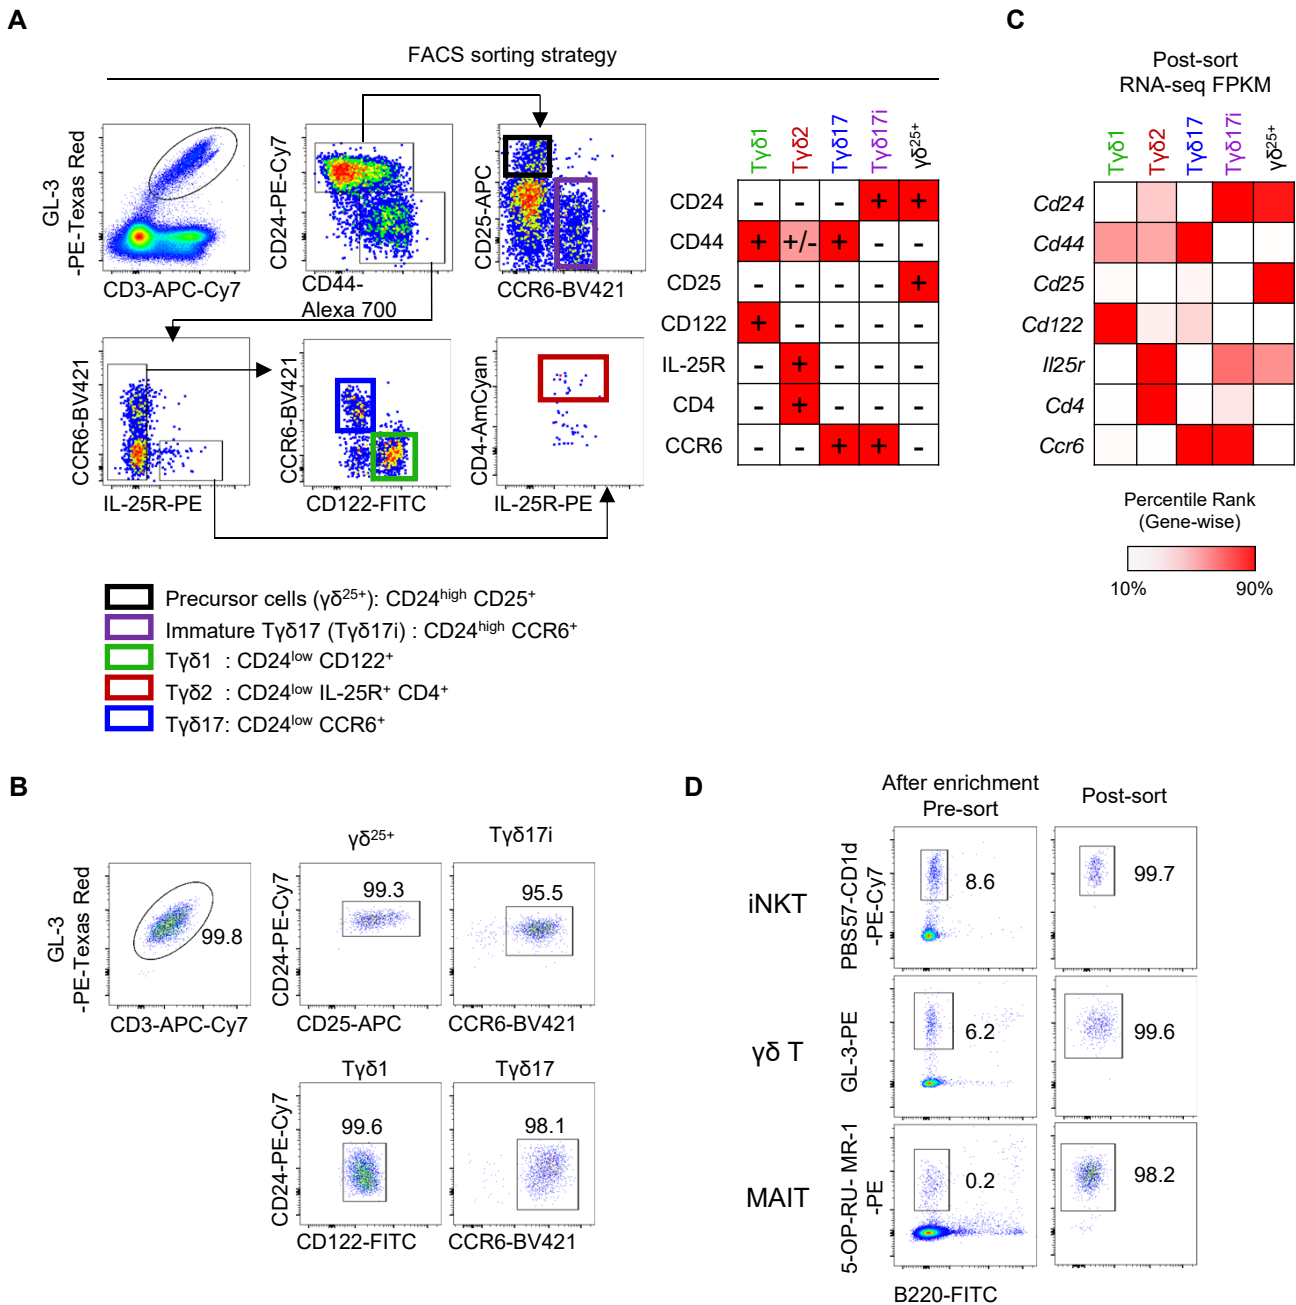 A
FACS sorting strategy
GL-3
-PE-Texas Red
CD3-APC-Cy7
CD24-PE-Cy7
CD44-
Alexa 700
CD25-APC
CCR6-BV421
CCR6-BV421
IL-25R-PE
CCR6-BV421
CD122-FITC
CD4-AmCyan
IL-25R-PE
Tγδ1 Tγδ2 Tγδ17 Tγδ17i γδ25+
CD24 - - - + +
CD44 + +/- + - -
CD25 - - - - +
CD122 + - - - -
IL-25R - + - - -
CD4 - + - - -
CCR6 - - + + -
Precursor cells (γδ25+): CD24high CD25+
Immature Tγδ17 (Tγδ17i) : CD24high CCR6+
Tγδ1 : CD24low CD122+
Tγδ2 : CD24low IL-25R+ CD4+
Tγδ17: CD24low CCR6+
C
Post-sort
RNA-seq FPKM
Tγδ1 Tγδ2 Tγδ17 Tγδ17i γδ25+
Cd24
Cd44
Cd25
Cd122
Il25r
Cd4
Ccr6
Percentile Rank
(Gene-wise)
10% 90%
B
GL-3
-PE-Texas Red
99.8
CD3-APC-Cy7
γδ25+
CD24-PE-Cy7
99.3
CD25-APC
Tγδ17i
95.5
CCR6-BV421
Tγδ1
CD24-PE-Cy7
99.6
CD122-FITC
Tγδ17
98.1
CCR6-BV421
D
After enrichment
Pre-sort
Post-sort
iNKT
PBS57-CD1d
-PE-Cy7
8.6
99.7
γδ T
GL-3-PE
6.2
99.6
MAIT
5-OP-RU- MR-1
-PE
0.2
98.2
B220-FITC